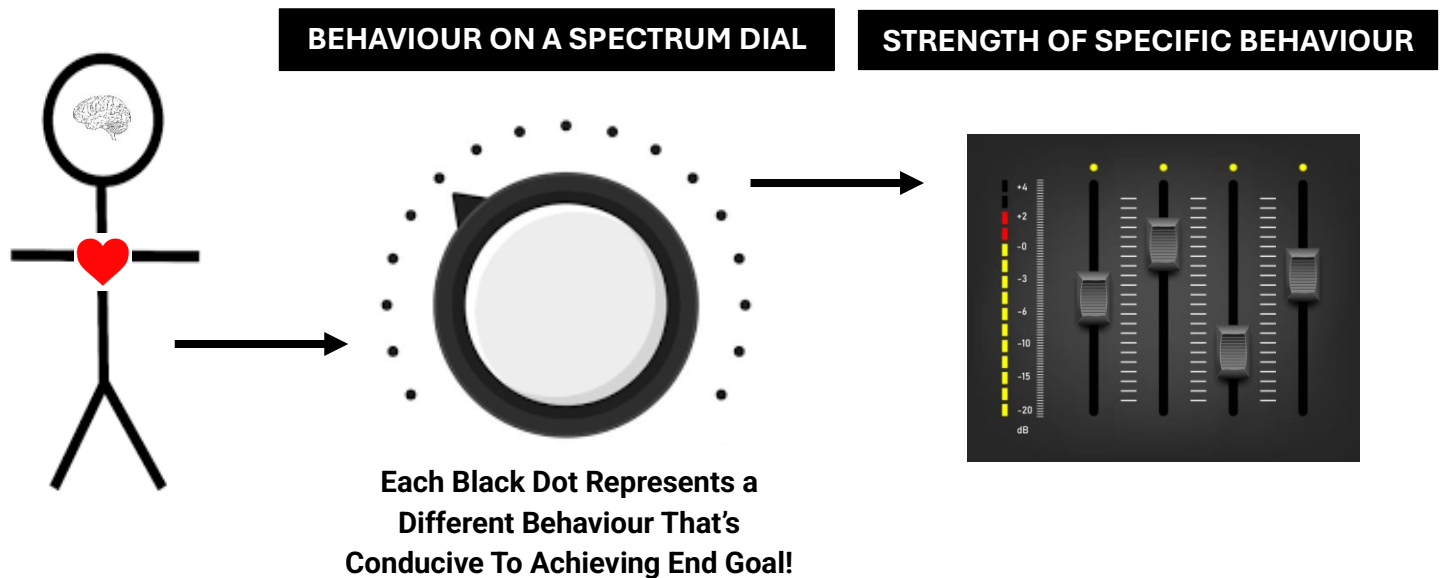 BEHAVIOUR ON A SPECTRUM DIAL
STRENGTH OF SPECIFIC BEHAVIOUR
+4
+2
-0
-3
-6
-10
-15
-20
dB
Each Black Dot Represents a
Different Behaviour That’s
Conducive To Achieving End Goal!